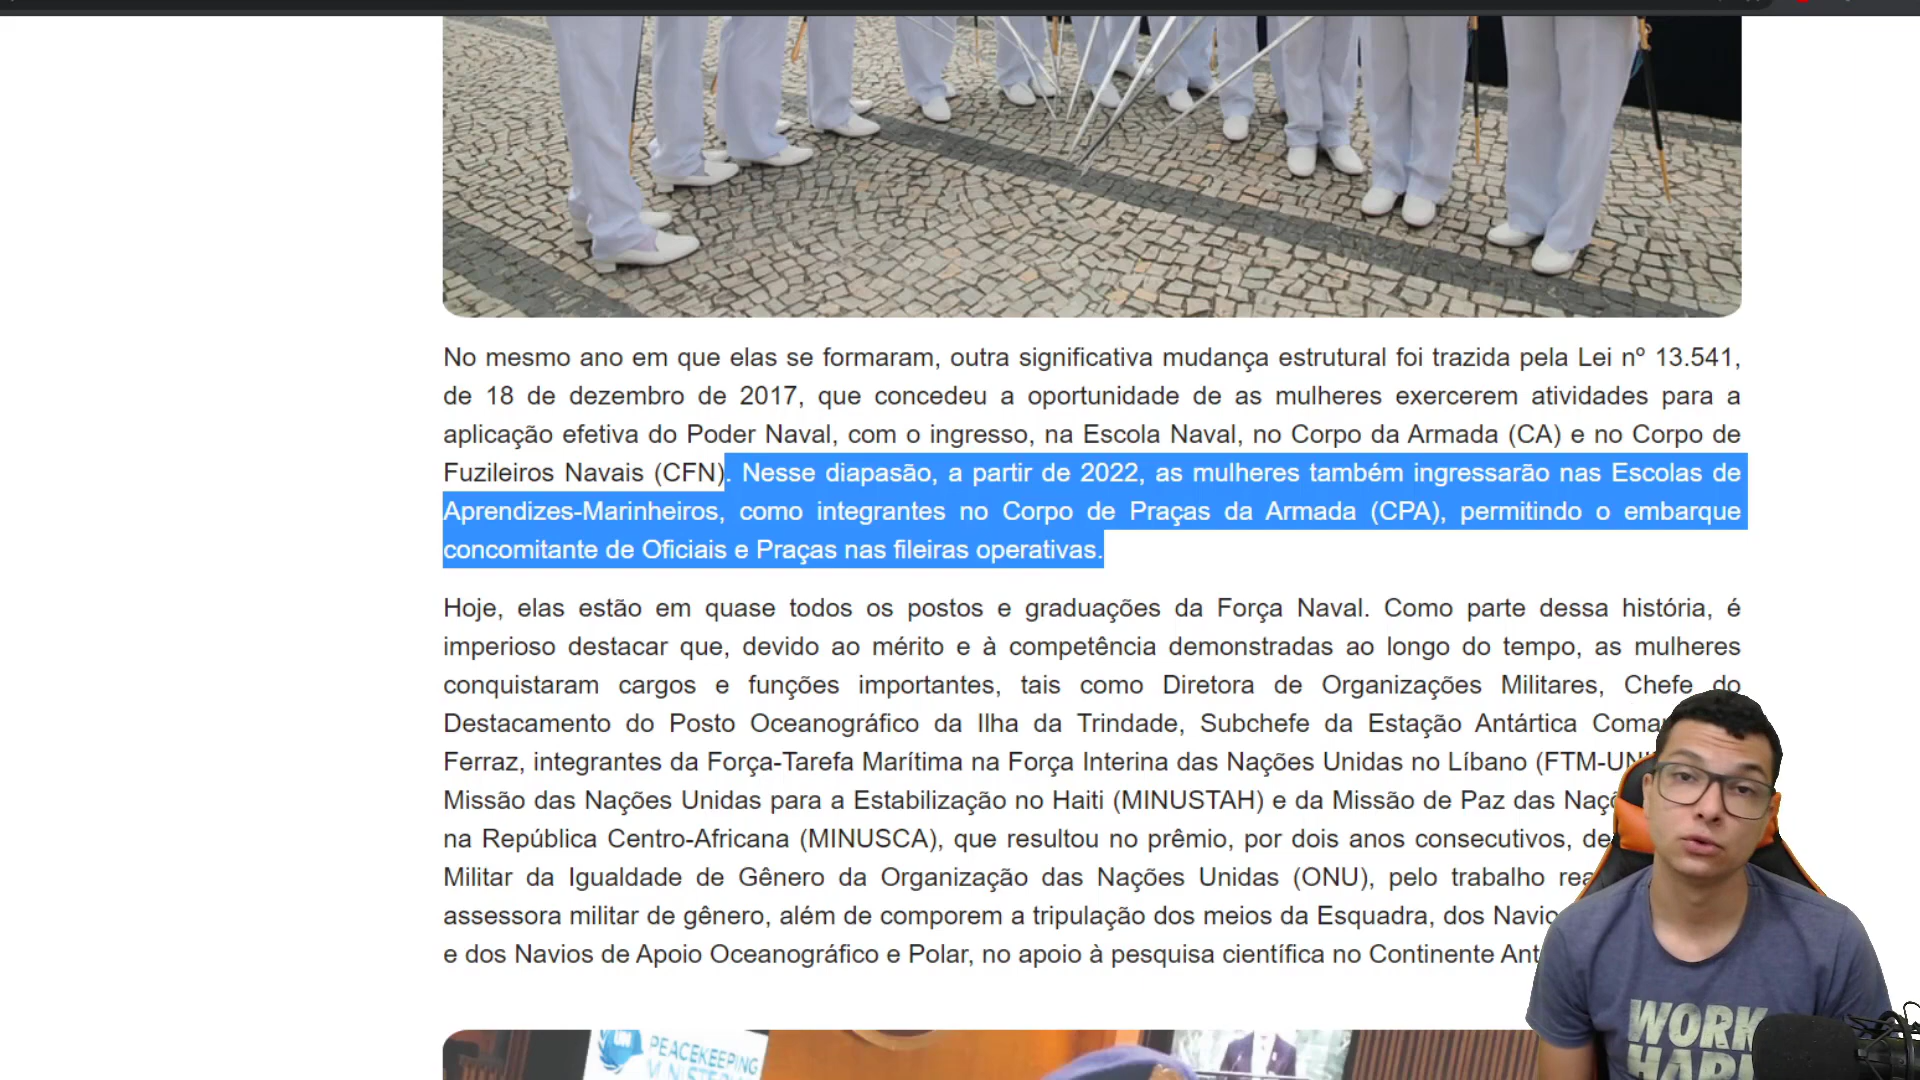 No mesmo ano em que elas se formaram, outra significativa mudança estrutural foi trazida pela Lei nº 13.541,
de 18 de dezembro de 2017, que concedeu a oportunidade de as mulheres exercerem atividades para a
aplicação efetiva do Poder Naval, com o ingresso, na Escola Naval, no Corpo da Armada (CA) e no Corpo de
Fuzileiros Navais (CFN). Nesse diapasão, a partir de 2022, as mulheres também ingressarão nas Escolas de
Aprendizes-Marinheiros, como integrantes no Corpo de Praças da Armada (CPA), permitindo o embarque
concomitante de Oficiais e Praças nas fileiras operativas.
Hoje, elas estão em quase todos os postos e graduações da Força Naval. Como parte dessa história, é
imperioso destacar que, devido ao mérito e à competência demonstradas ao longo do tempo, as mulheres
conquistaram cargos e funções importantes, tais como Diretora de Organizações Militares, Chefe do
Destacamento do Posto Oceanográfico da Ilha da Trindade, Subchefe da Estação Antártica
Ferraz, integrantes da Força-Tarefa Marítima na Força Interina das Nações Unidas no Líbano
Missão das Nações Unidas para a Estabilização no Haiti (MINUSTAH) e da Missão de Paz das
na República Centro-Africana (MINUSCA), que resultou no prêmio, por dois anos consecutivos, de
Militar da Igualdade de Gênero da Organização das Nações Unidas (ONU), pelo trabalho
assessora militar de gênero, além de comporem a tripulação dos meios da Esquadra, dos
e dos Navios de Apoio Oceanográfico e Polar, no apoio à pesquisa científica no Continente
WORK
HARD
UN
PEACEKEEPING